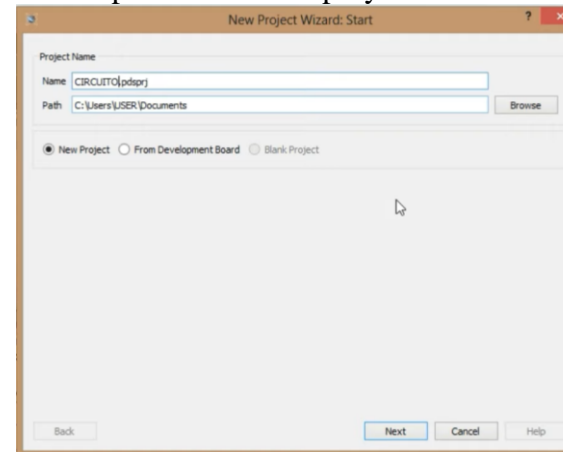 New Project Wizard: Start
?
Project Name
Name CIRCUITO.pdsprj
Path C:\Users\USER\Documents Browse
New Project From Development Board Blank Project
Back Next Cancel Help